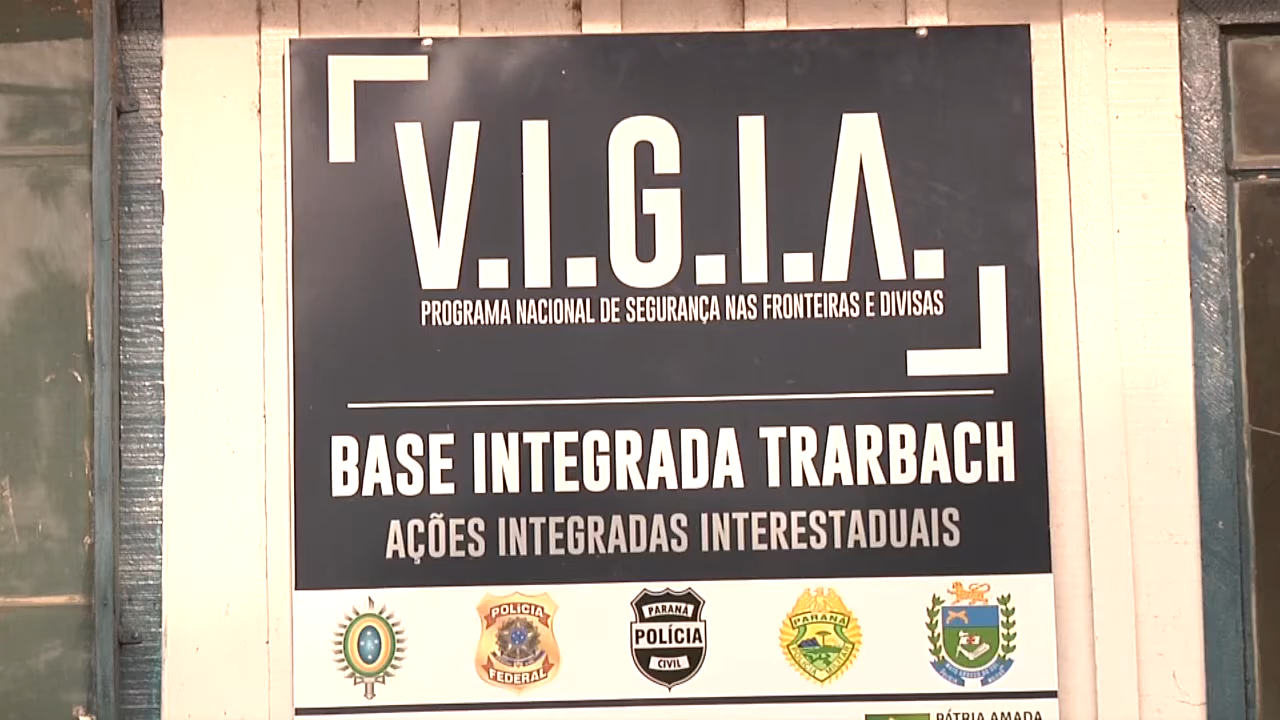 V.I.G.I.A.
PROGRAMA NACIONAL DE SEGURANÇA NAS FRONTEIRAS E DIVISAS
BASE INTEGRADA TRARBACH
AÇÕES INTEGRADAS INTERESTADUAIS
POLÍCIA
FEDERAL
PARANÁ
POLÍCIA
CIVIL
PARANÁ
PÁTRIA AMADA